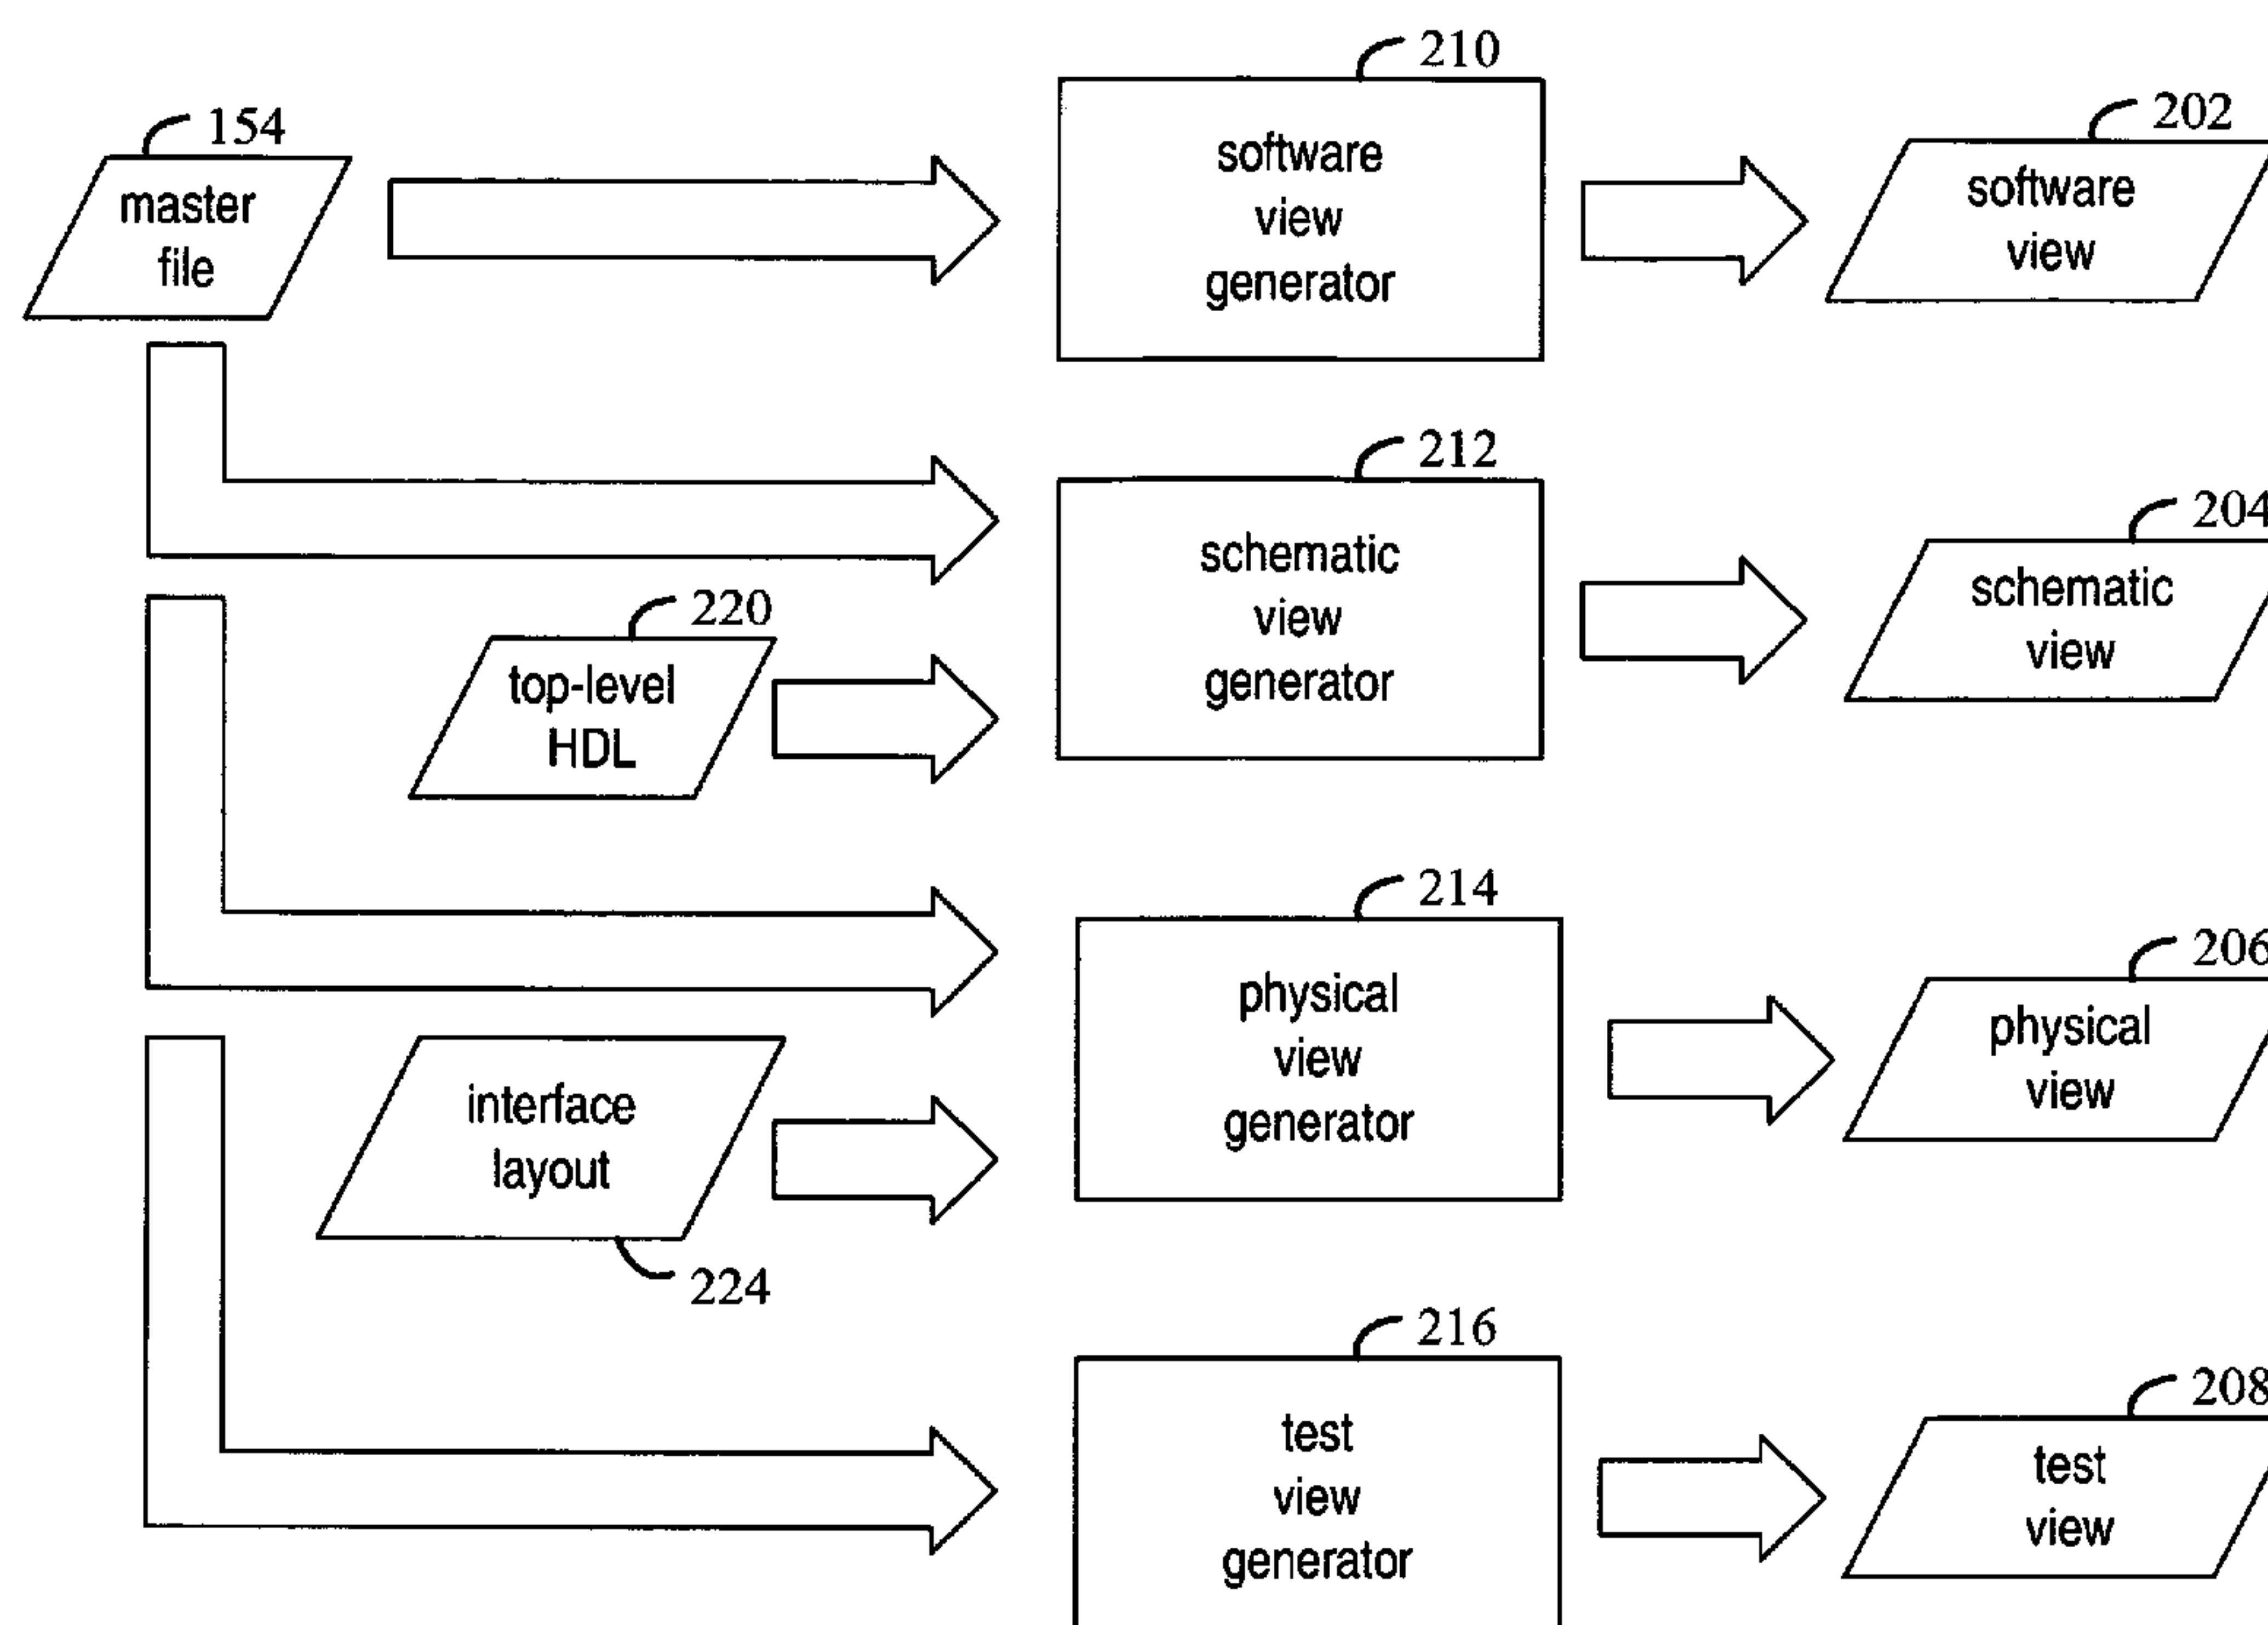 210
154
202
master
file
software
view
generator
software
view
212
204
schematic
view
generator
schematic
view
220
top-level
HDL
214
206
physical
view
generator
physical
view
interface
layout
224
216
208
test
view
generator
test
view